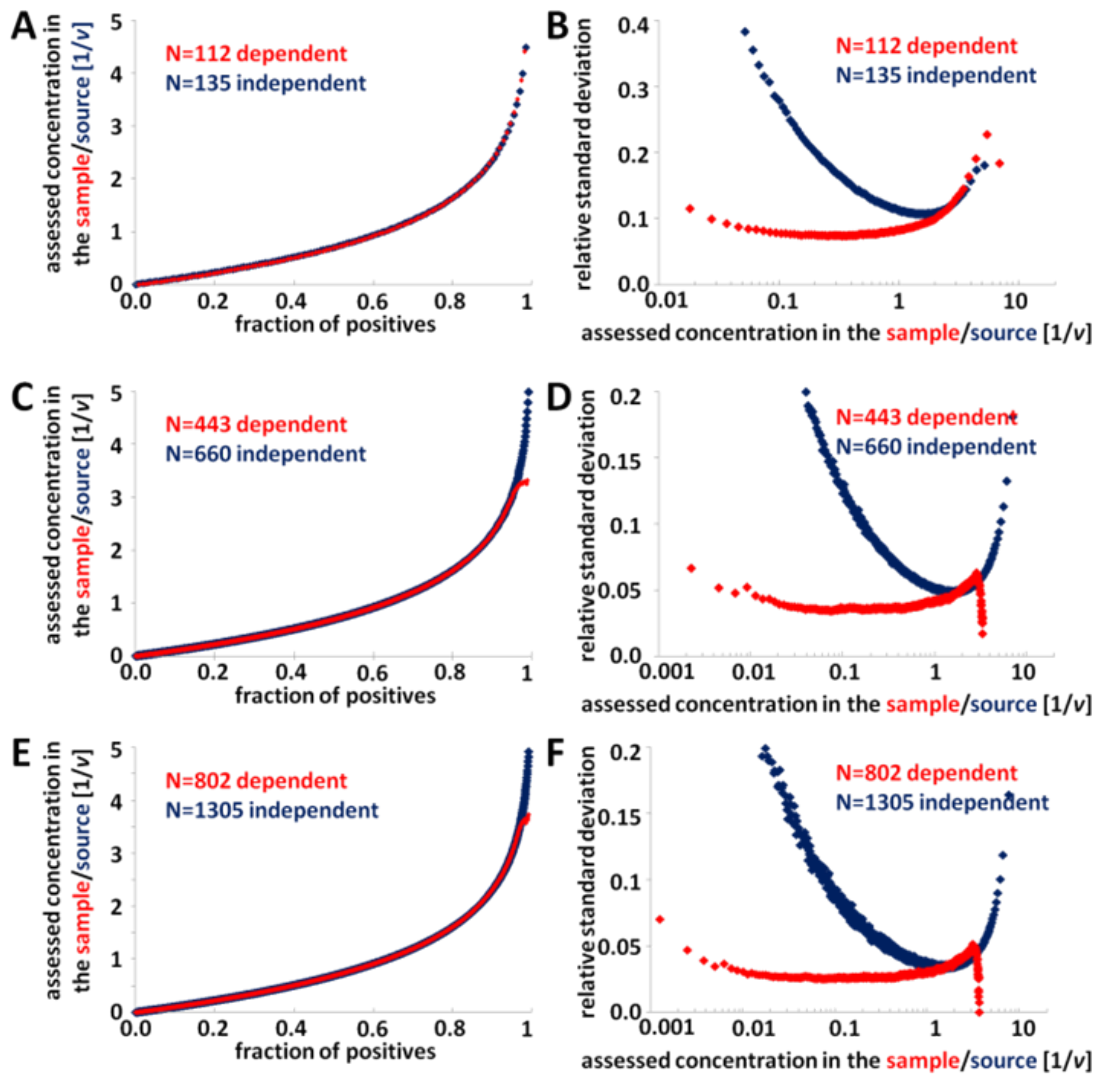 A
assessed concentration in
the sample/source [1/v]
5
4
3
2
1
0
N=112 dependent
N=135 independent
0.0
0.2
0.4
0.6
0.8
1
fraction of positives
B
relative standard deviation
0.4
0.3
0.2
0.1
0.0
N=112 dependent
N=135 independent
0.01
0.1
1
10
assessed concentration in the sample/source [1/v]
C
assessed concentration in
the sample/source [1/v]
5
4
3
2
1
0
N=443 dependent
N=660 independent
0.0
0.2
0.4
0.6
0.8
1
fraction of positives
D
relative standard deviation
0.2
0.15
0.1
0.05
0.0
N=443 dependent
N=660 independent
0.001
0.01
0.1
1
10
assessed concentration in the sample/source [1/v]
E
assessed concentration in
the sample/source [1/v]
5
4
3
2
1
0
N=802 dependent
N=1305 independent
0.0
0.2
0.4
0.6
0.8
1
fraction of positives
F
relative standard deviation
0.2
0.15
0.1
0.05
0.0
N=802 dependent
N=1305 independent
0.001
0.01
0.1
1
10
assessed concentration in the sample/source [1/v]